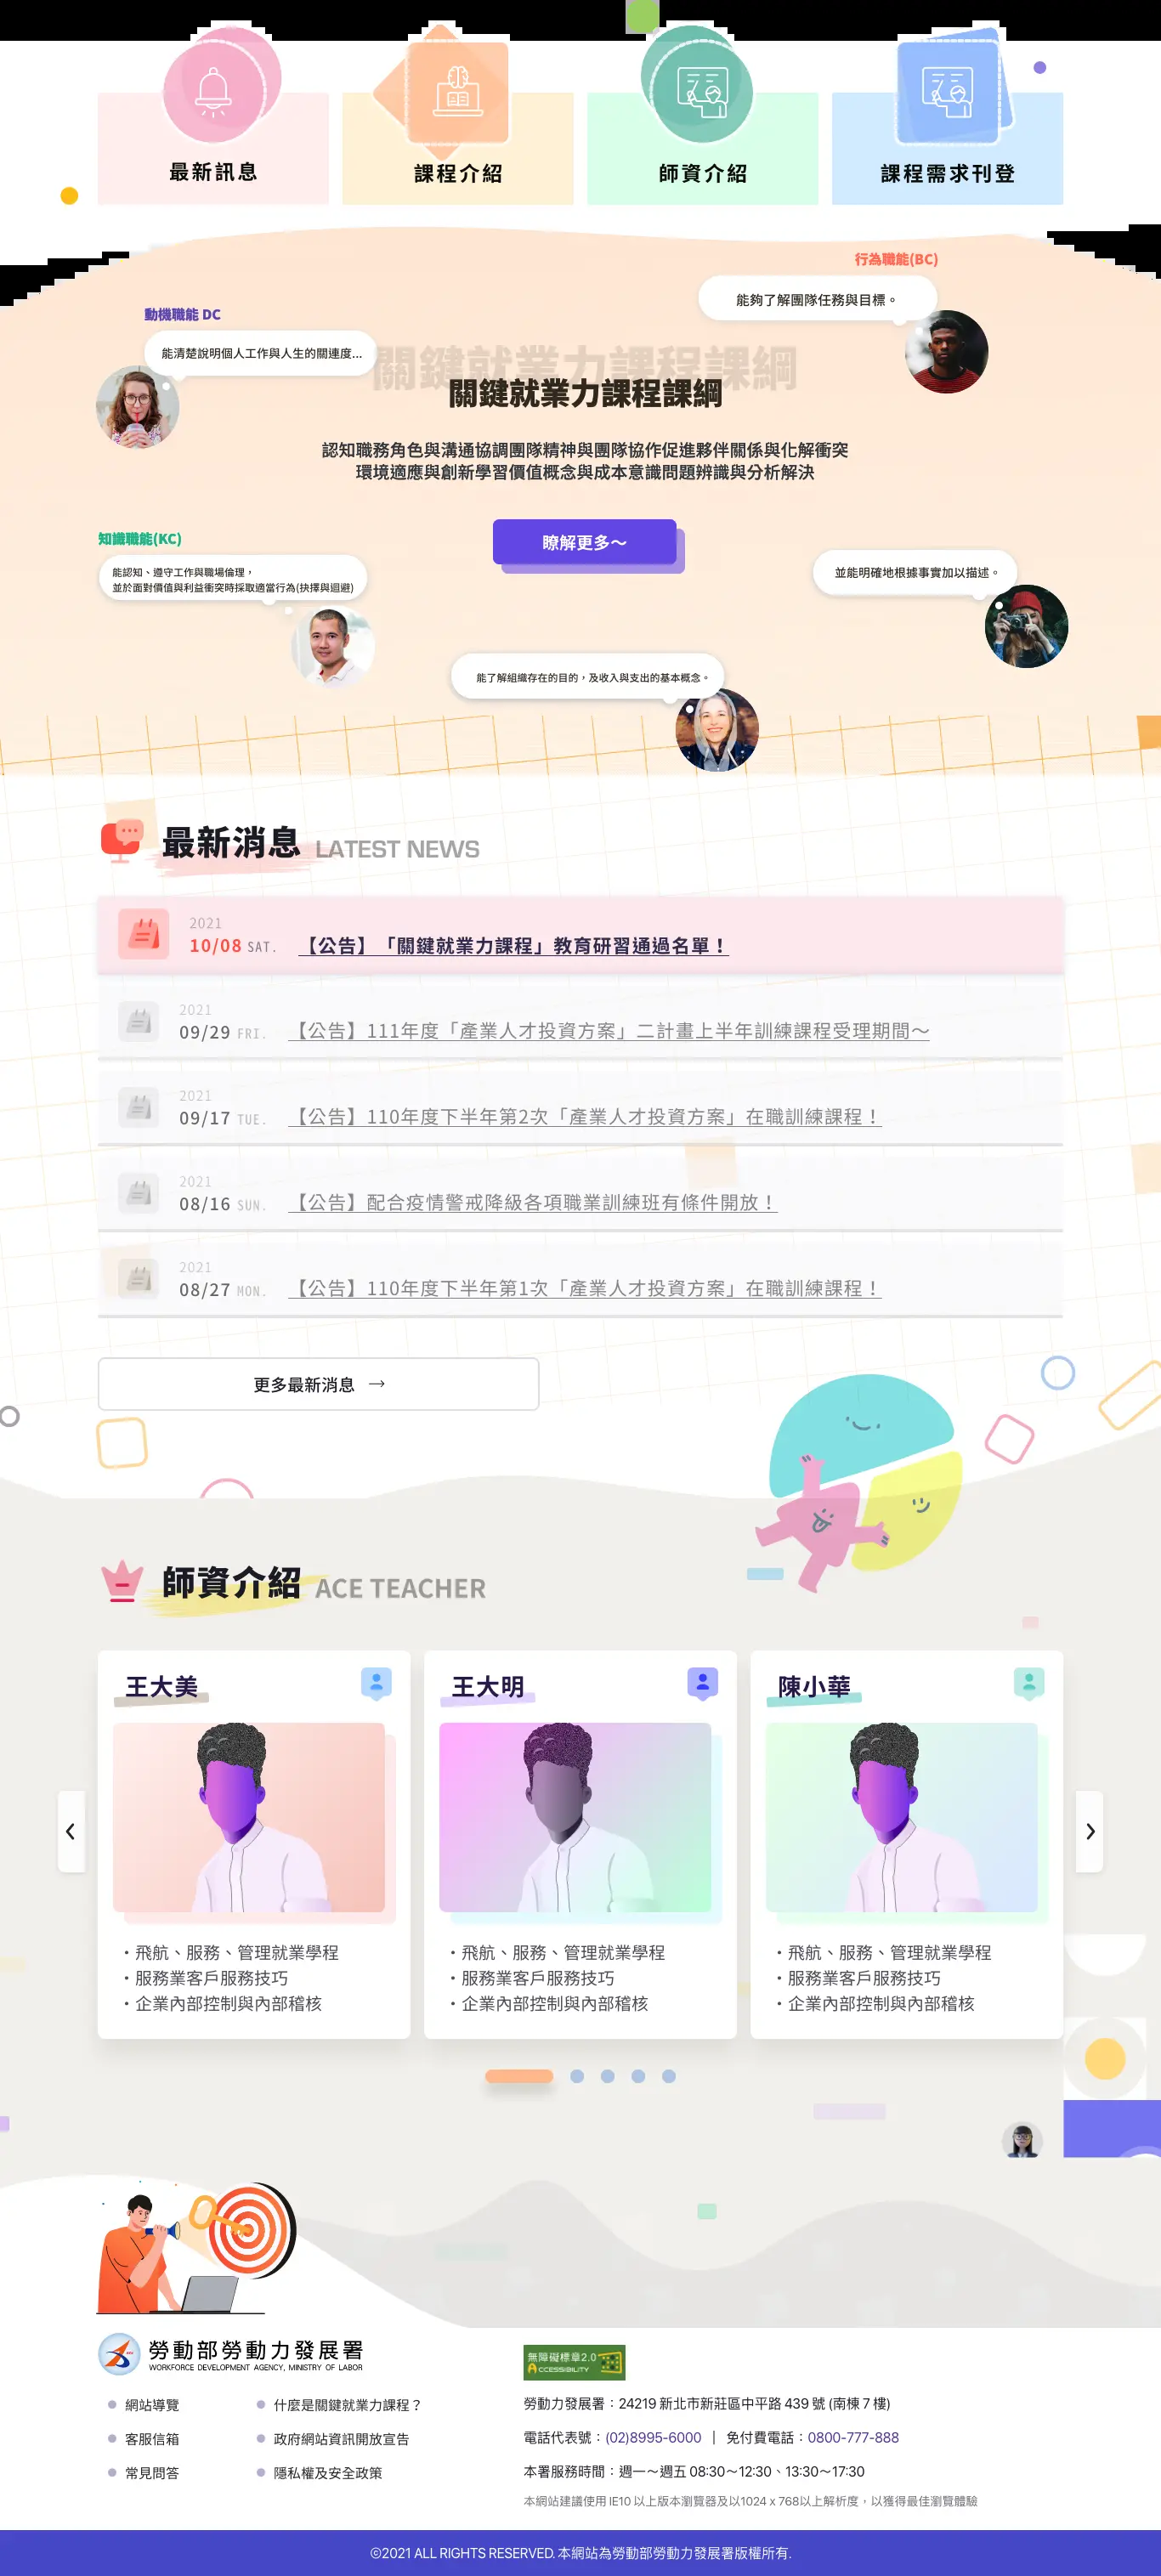 最新訊息
課程介紹
師資介紹
課程需求刊登
行為職能(BC)
能夠了解團隊任務與目標。
動機職能 DC
能清楚說明個人工作與人生的關連度...
關鍵就業力課程課綱
關鍵就業力課程課綱
認知職務角色與溝通協調團隊精神與團隊協作促進夥伴關係與化解衝突
環境適應與創新學習價值概念與成本意識問題辨識與分析解決
瞭解更多～
知識職能(KC)
能認知、遵守工作與職場倫理，
並於面對價值與利益衝突時採取適當行為(抉擇與迴避)
並能明確地根據事實加以描述。
能了解組織存在的目的，及收入與支出的基本概念。
最新消息 LATEST NEWS
2021
10/08 SAT. 【公告】「關鍵就業力課程」教育研習通過名單！
2021
09/29 FRI. 【公告】111年度「產業人才投資方案」二計畫上半年訓練課程受理期間～
2021
09/17 TUE. 【公告】110年度下半年第2次「產業人才投資方案」在職訓練課程！
2021
08/16 SUN. 【公告】配合疫情警戒降級各項職業訓練班有條件開放！
2021
08/27 MON. 【公告】110年度下半年第1次「產業人才投資方案」在職訓練課程！
更多最新消息 →
師資介紹 ACE TEACHER
王大美
・飛航、服務、管理就業學程
・服務業客戶服務技巧
・企業內部控制與內部稽核
王大明
・飛航、服務、管理就業學程
・服務業客戶服務技巧
・企業內部控制與內部稽核
陳小華
・飛航、服務、管理就業學程
・服務業客戶服務技巧
・企業內部控制與內部稽核
勞動部勞動力發展署
WORKFORCE DEVELOPMENT AGENCY, MINISTRY OF LABOR
網站導覽
什麼是關鍵就業力課程？
客服信箱
政府網站資訊開放宣告
常見問答
隱私權及安全政策
無障礙標章2.0
ACCESSIBILITY
勞動力發展署：24219 新北市新莊區中平路 439 號 (南棟 7 樓)
電話代表號：(02)8995-6000 | 免付費電話：0800-777-888
本署服務時間：週一～週五 08:30～12:30、13:30～17:30
本網站建議使用 IE10 以上版本瀏覽器及以1024 x 768以上解析度，以獲得最佳瀏覽體驗
©2021 ALL RIGHTS RESERVED. 本網站為勞動部勞動力發展署版權所有.